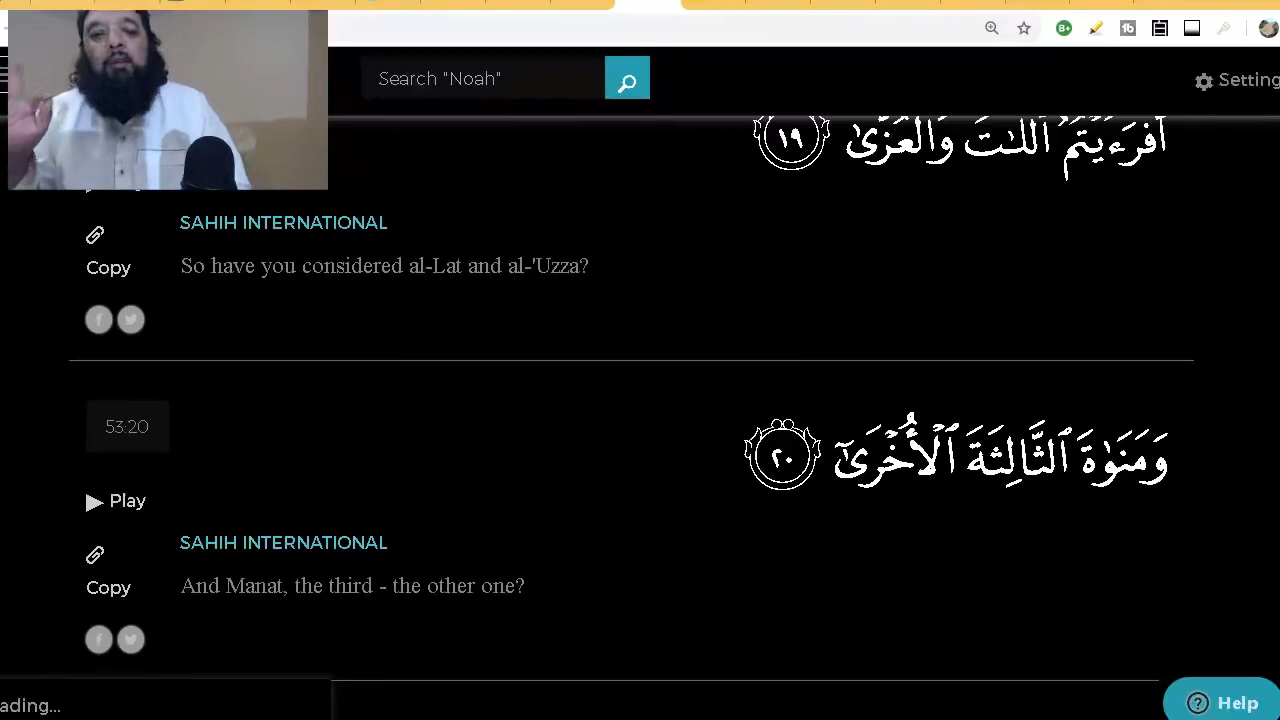 Search "Noah"
Setting
أَفَرَءَيْتُمُ ٱللَّـٰتَ وَٱلْعُزَّىٰ ١٩
SAHIH INTERNATIONAL
Copy
So have you considered al-Lat and al-'Uzza?
53:20
وَمَنَوٰةَ ٱلثَّالِثَةَ ٱلْأُخْرَىٰٓ ٢٠
Play
SAHIH INTERNATIONAL
Copy
And Manat, the third - the other one?
ading...
Help